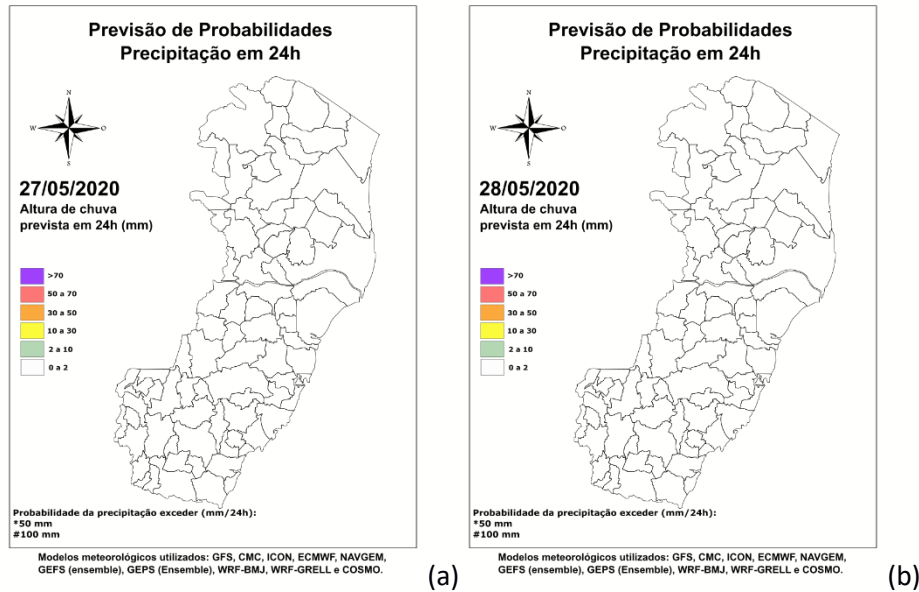 Previsão de Probabilidades
Precipitação em 24h
N
W O
S
27/05/2020
Altura de chuva
prevista em 24h (mm)
>70
50 a 70
30 a 50
10 a 30
2 a 10
0 a 2
Probabilidade da precipitação exceder (mm/24h):
*50 mm
#100 mm
Modelos meteorológicos utilizados: GFS, CMC, ICON, ECMWF, NAVGEM,
GEFS (ensemble), GEPS (Ensemble), WRF-BMJ, WRF-GRELL e COSMO.
(a)
Previsão de Probabilidades
Precipitação em 24h
N
W O
S
28/05/2020
Altura de chuva
prevista em 24h (mm)
>70
50 a 70
30 a 50
10 a 30
2 a 10
0 a 2
Probabilidade da precipitação exceder (mm/24h):
*50 mm
#100 mm
Modelos meteorológicos utilizados: GFS, CMC, ICON, ECMWF, NAVGEM,
GEFS (ensemble), GEPS (Ensemble), WRF-BMJ, WRF-GRELL e COSMO.
(b)